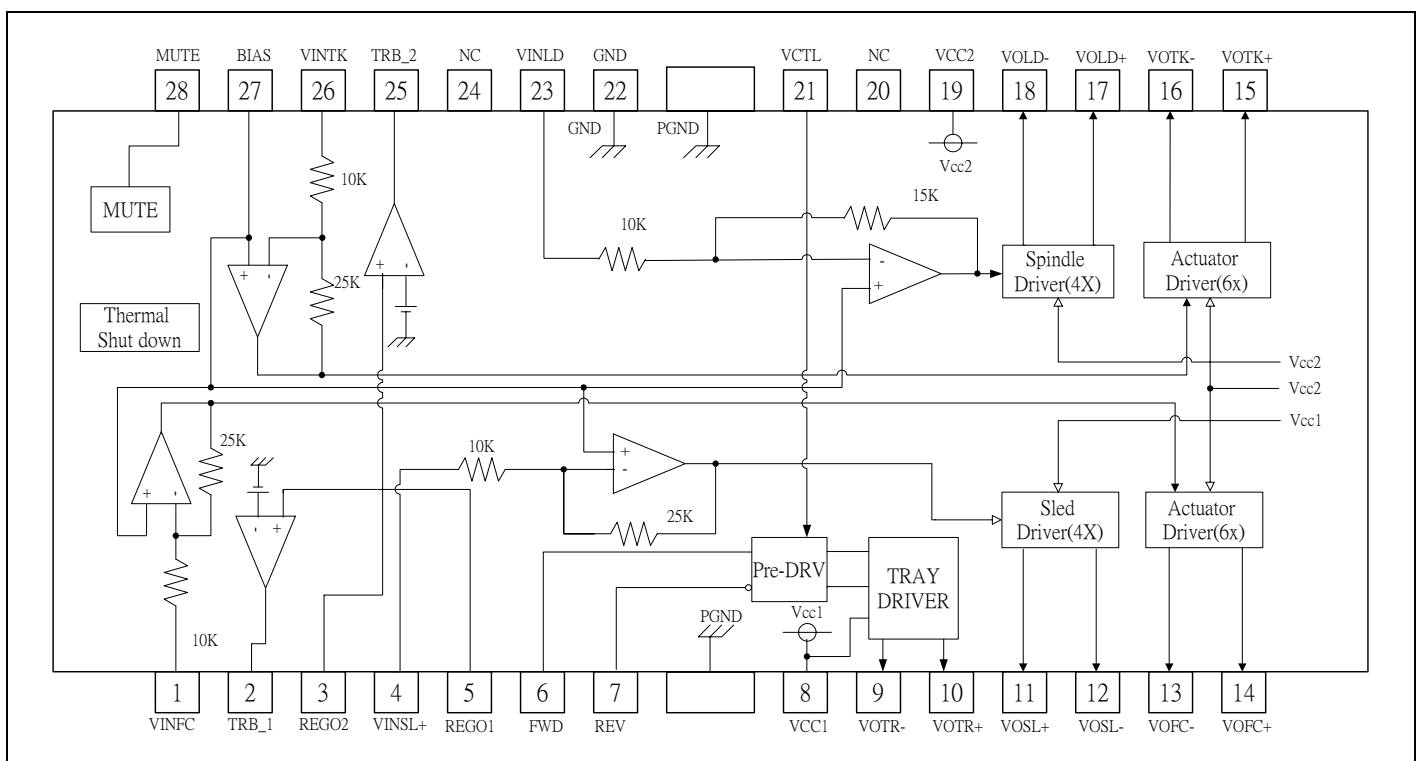 MUTE BIAS VINTK TRB_2 NC VINLD GND VCTL NC VCC2 VOLD- VOLD+ VOTK- VOTK+
28 27 26 25 24 23 22 21 20 19 18 17 16 15
GND PGND
Vcc2
MUTE
10K
15K
10K
+ -
+ -
-
+
25K
Spindle
Driver(4X)
Actuator
Driver(6x)
Thermal
Shut down
Vcc2
Vcc2
Vcc1
25K
10K
+
-
+ -
- +
25K
Sled
Driver(4X)
Actuator
Driver(6x)
Pre-DRV
TRAY
DRIVER
10K
PGND
Vcc1
1 2 3 4 5 6 7 8 9 10 11 12 13 14
VINFC TRB_1 REGO2 VINSL+ REGO1 FWD REV VCC1 VOTR- VOTR+ VOSL+ VOSL- VOFC- VOFC+